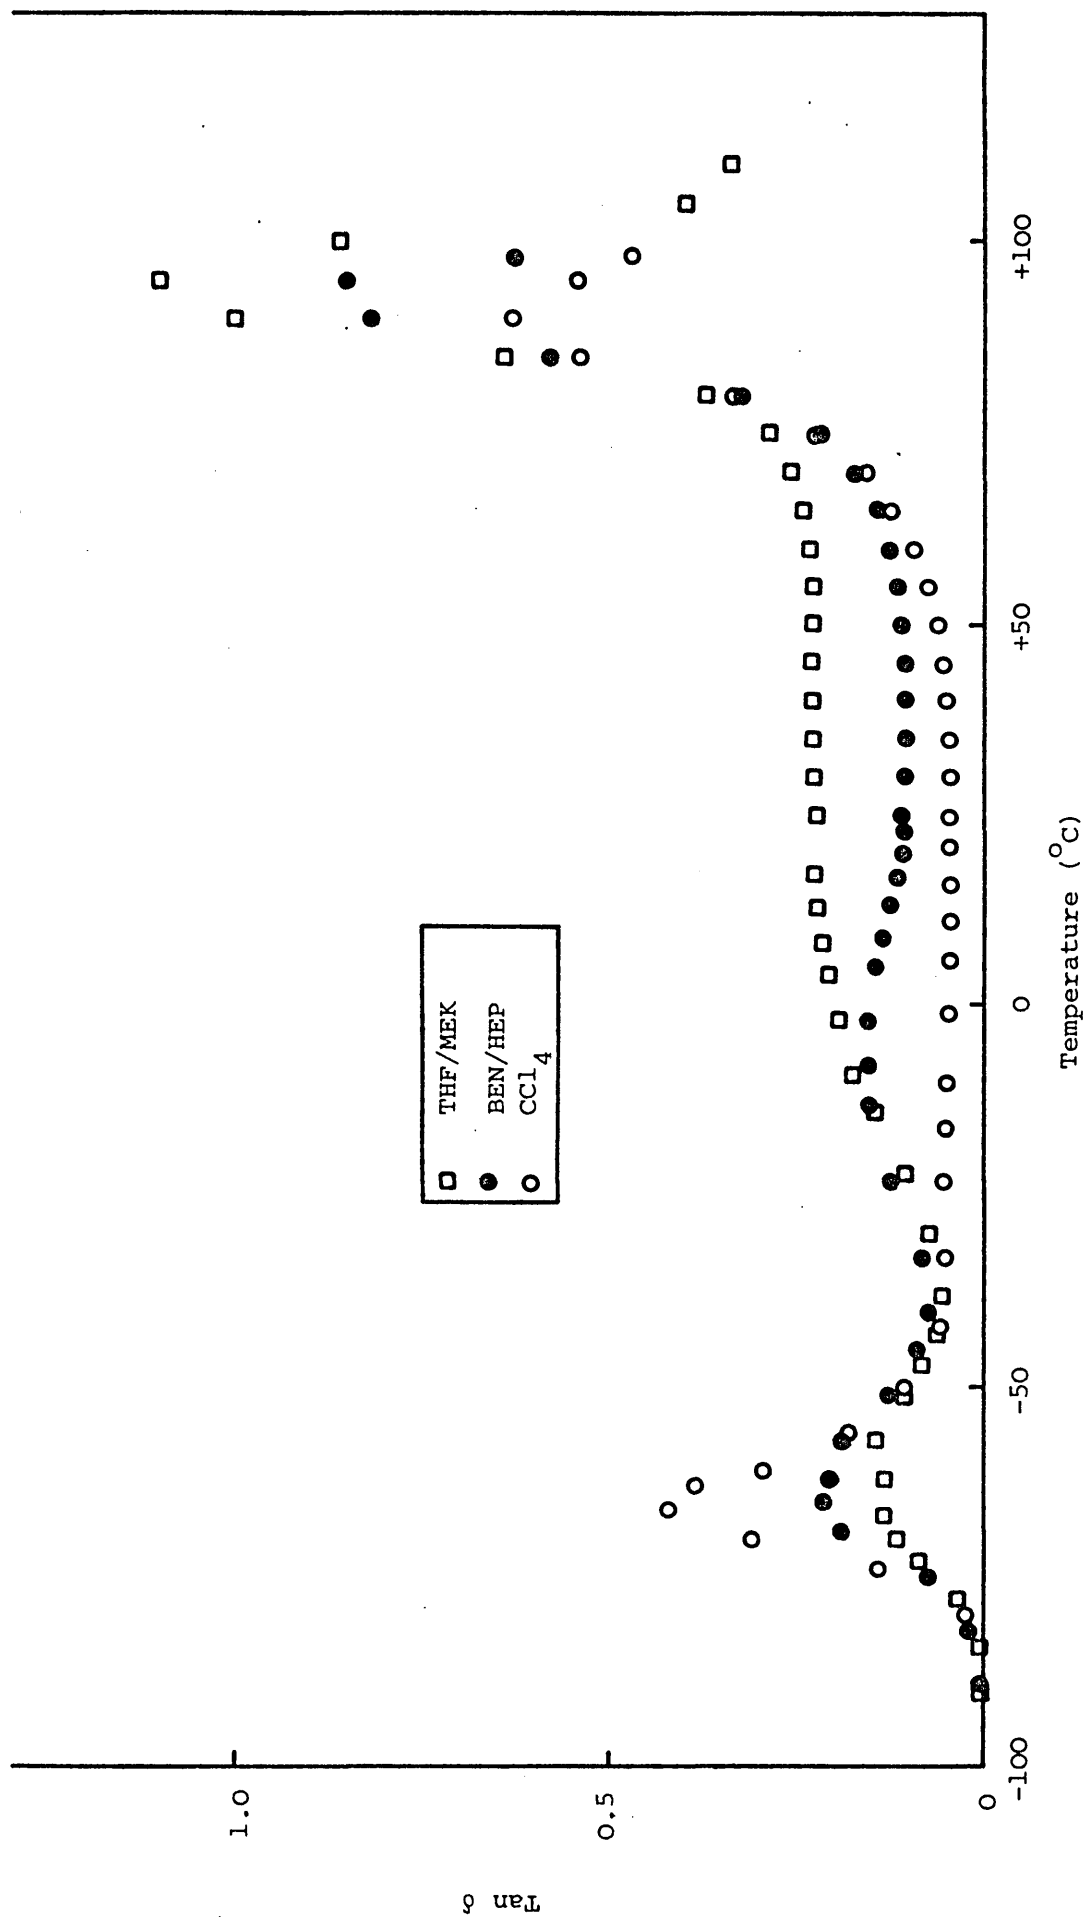 Tan δ
1.0
0.5
0
THF/MEK
BEN/HEP
CCl4
-100
-50
0
+50
+100
Temperature (°C)